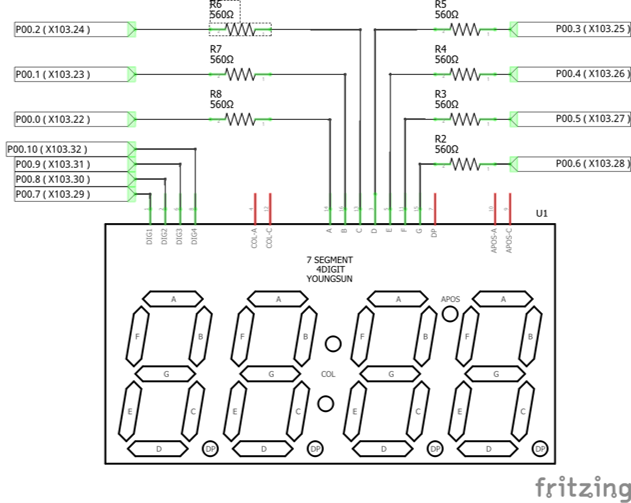 R6
560Ω
P00.2 ( X103.24 )
R7
560Ω
P00.1 ( X103.23 )
R8
560Ω
P00.0 ( X103.22 )
P00.10 ( X103.32 )
P00.9 ( X103.31 )
P00.8 ( X103.30 )
P00.7 ( X103.29 )
R5
560Ω
P00.3 ( X103.25 )
R4
560Ω
P00.4 ( X103.26 )
R3
560Ω
P00.5 ( X103.27 )
R2
560Ω
P00.6 ( X103.28 )
U1
DIG1 DIG2 DIG3 DIG4 COL-A COL-C A B C D E F G DP APOS-A APOS-C
7 SEGMENT
4DIGIT
YOUNGSUN
A A A APOS A
F B F B F B F B
G G COL G G
E C E C E C E C
D DP D DP D DP D DP
fritzing